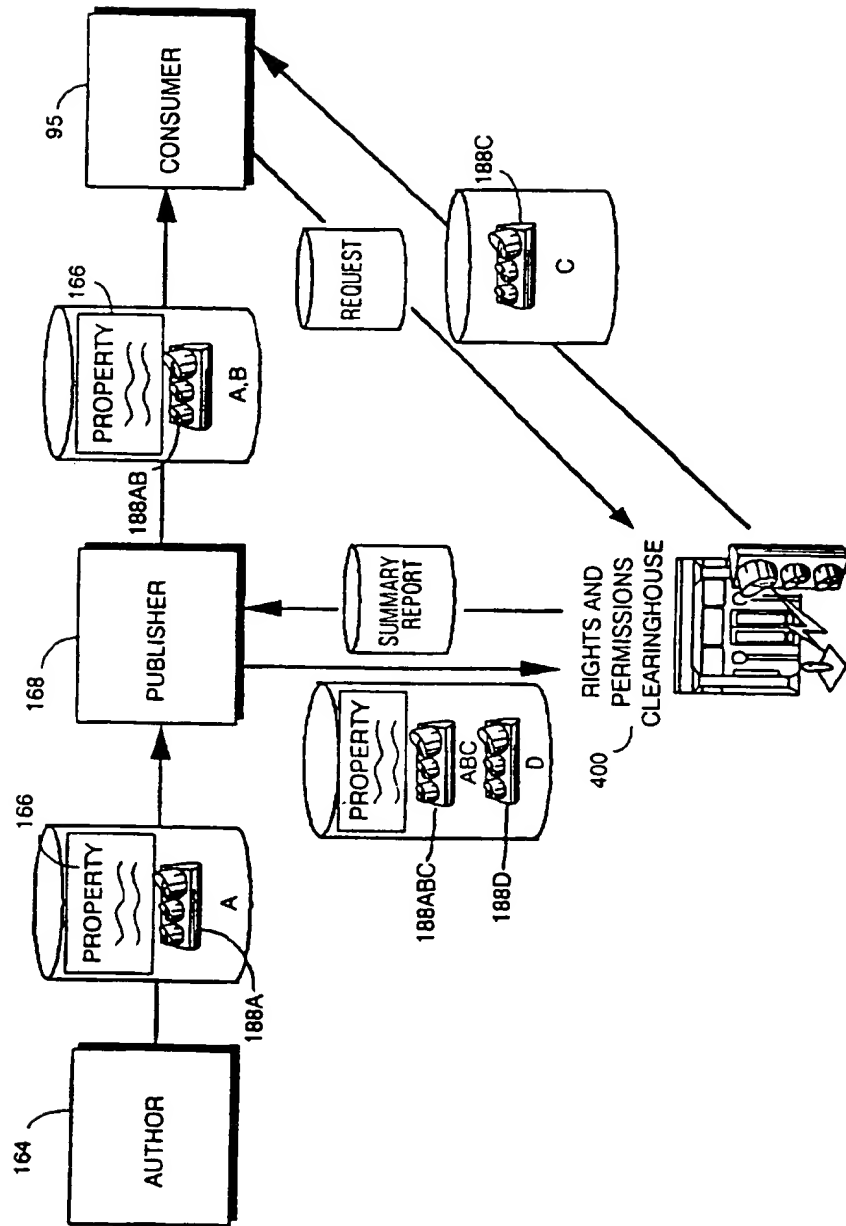 164
AUTHOR
166
PROPERTY
A
188A
168
PUBLISHER
188AB
166
PROPERTY
A,B
95
CONSUMER
PROPERTY
188ABC
ABC
188D
D
SUMMARY
REPORT
REQUEST
188C
C
400
RIGHTS AND
PERMISSIONS
CLEARINGHOUSE